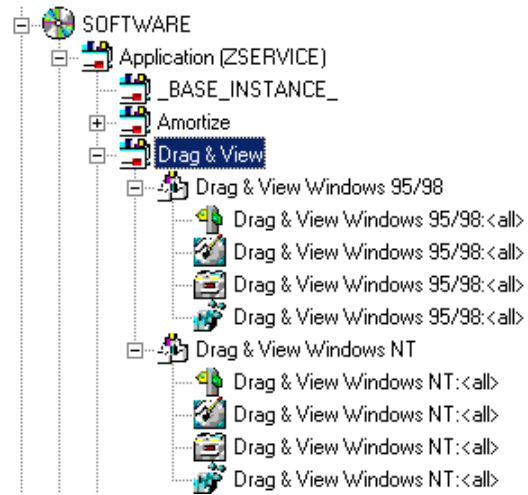 SOFTWARE
Application (ZSERVICE)
_BASE_INSTANCE_
Amortize
Drag & View
Drag & View Windows 95/98
Drag & View Windows 95/98:<all>
Drag & View Windows 95/98:<all>
Drag & View Windows 95/98:<all>
Drag & View Windows 95/98:<all>
Drag & View Windows NT
Drag & View Windows NT:<all>
Drag & View Windows NT:<all>
Drag & View Windows NT:<all>
Drag & View Windows NT:<all>